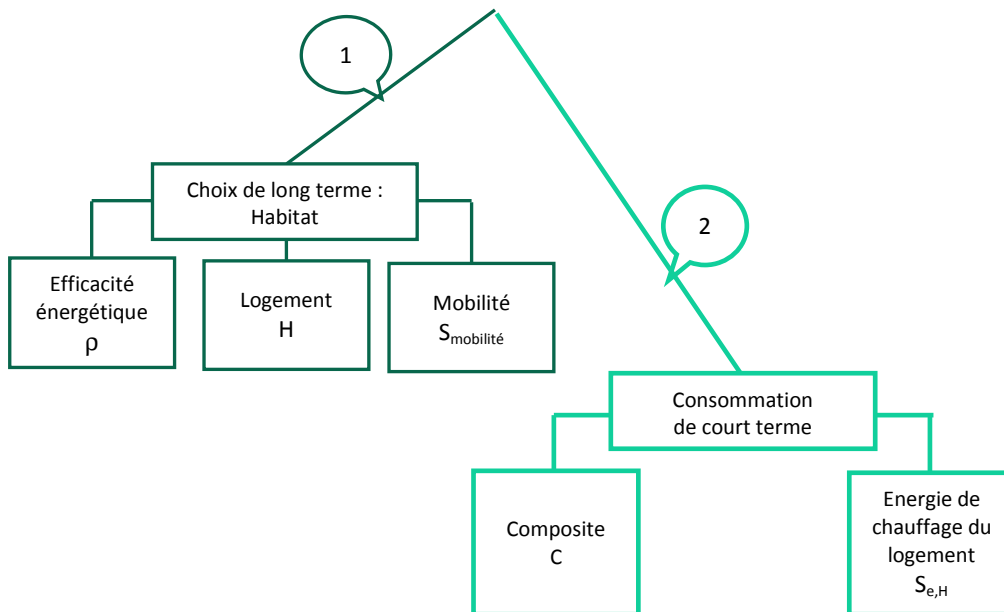 1
Choix de long terme :
Habitat
2
Efficacité
énergétique
ρ
Logement
H
Mobilité
Smobilité
Consommation
de court terme
Composite
C
Energie de
chauffage du
logement
Se,H